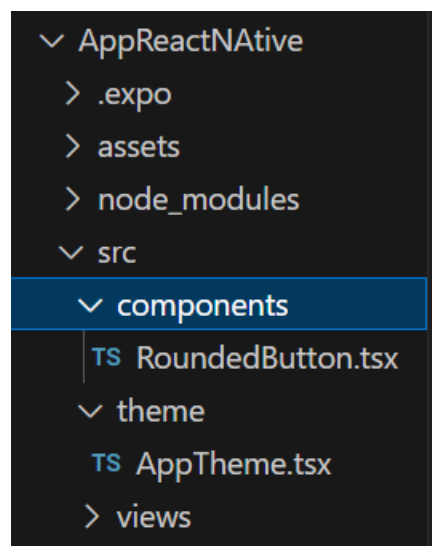 AppReactNAtive
.expo
assets
node_modules
src
components
TS RoundedButton.tsx
theme
TS AppTheme.tsx
views